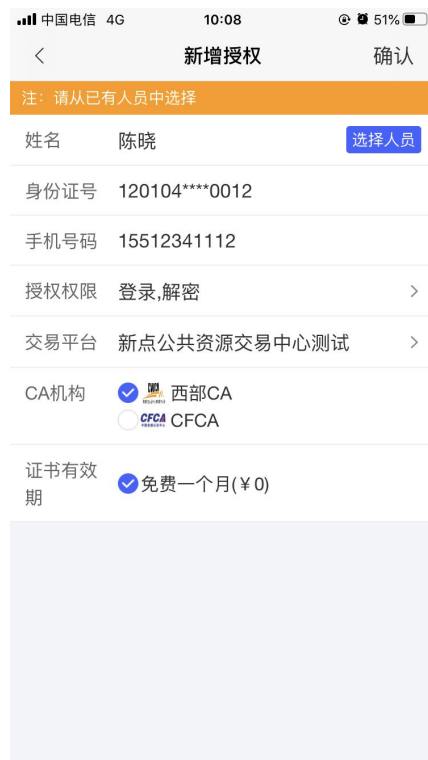 中国电信 4G 10:08 51%
新增授权 确认
注：请从已有人员中选择
姓名 陈晓 选择人员
身份证号 120104****0012
手机号码 15512341112
授权权限 登录,解密
交易平台 新点公共资源交易中心测试
CA机构 西部CA
CFCA CFCA
证书有效
期
免费一个月(￥0)